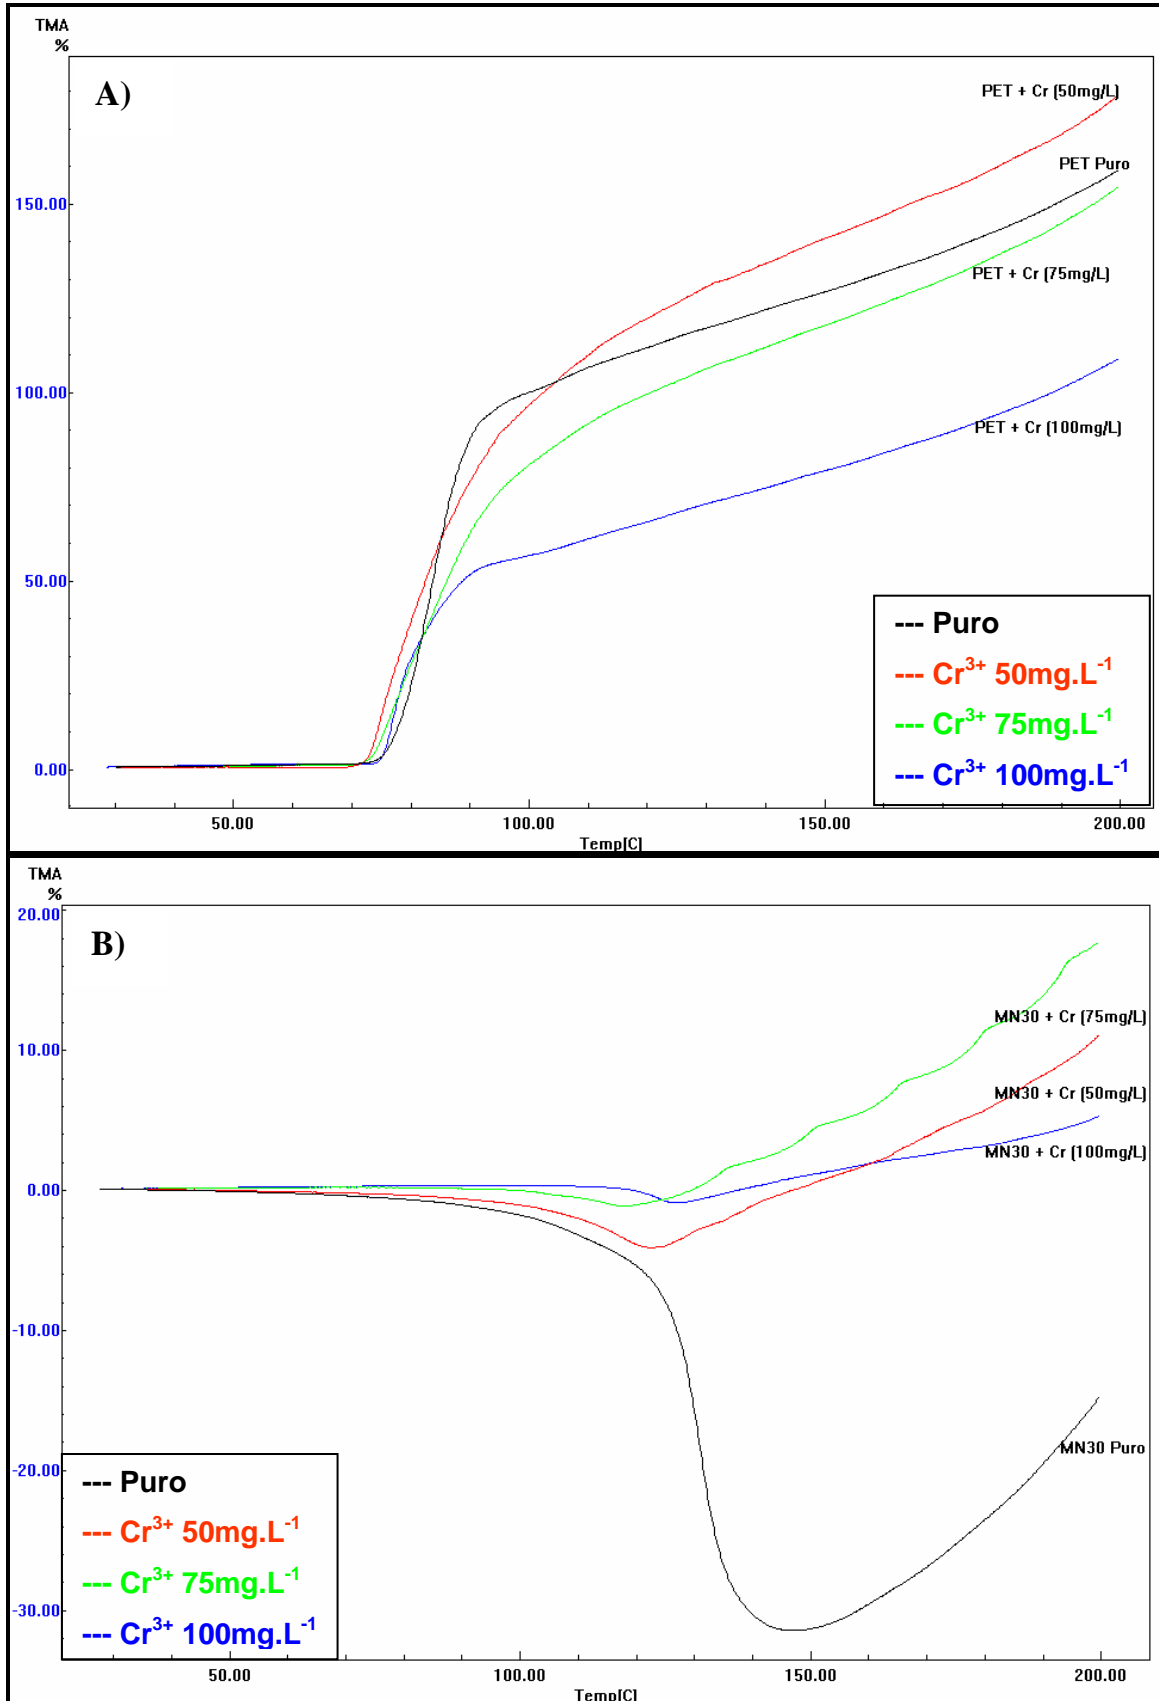 TMA
%
A)
PET + Cr (50mg/L)
PET Puro
150.00
PET + Cr (75mg/L)
100.00
PET + Cr (100mg/L)
50.00
--- Puro
--- Cr³⁺ 50mg.L⁻¹
--- Cr³⁺ 75mg.L⁻¹
--- Cr³⁺ 100mg.L⁻¹
0.00
50.00 100.00 150.00 200.00
Temp[C]
TMA
%
20.00
B)
MN30 + Cr (75mg/L)
10.00
MN30 + Cr (50mg/L)
MN30 + Cr (100mg/L)
0.00
-10.00
MN30 Puro
-20.00
--- Puro
--- Cr³⁺ 50mg.L⁻¹
--- Cr³⁺ 75mg.L⁻¹
-30.00
--- Cr³⁺ 100mg.L⁻¹
50.00 100.00 150.00 200.00
Temp[C]